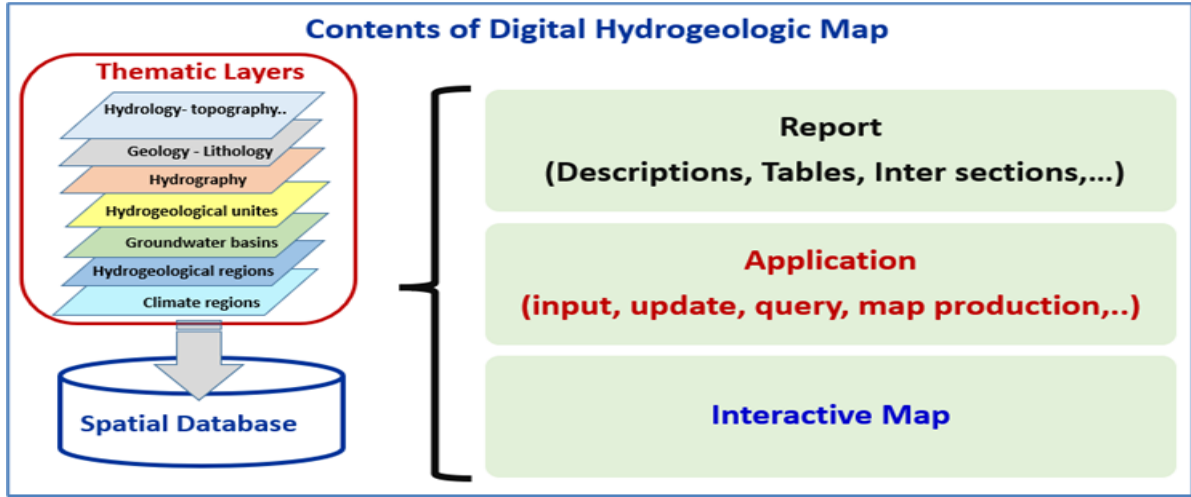 Contents of Digital Hydrogeologic Map
Thematic Layers
Hydrology- topography..
Geology - Lithology
Hydrography
Hydrogeological unites
Groundwater basins
Hydrogeological regions
Climate regions
Spatial Database
Report
(Descriptions, Tables, Inter sections,...)
Application
(input, update, query, map production,..)
Interactive Map